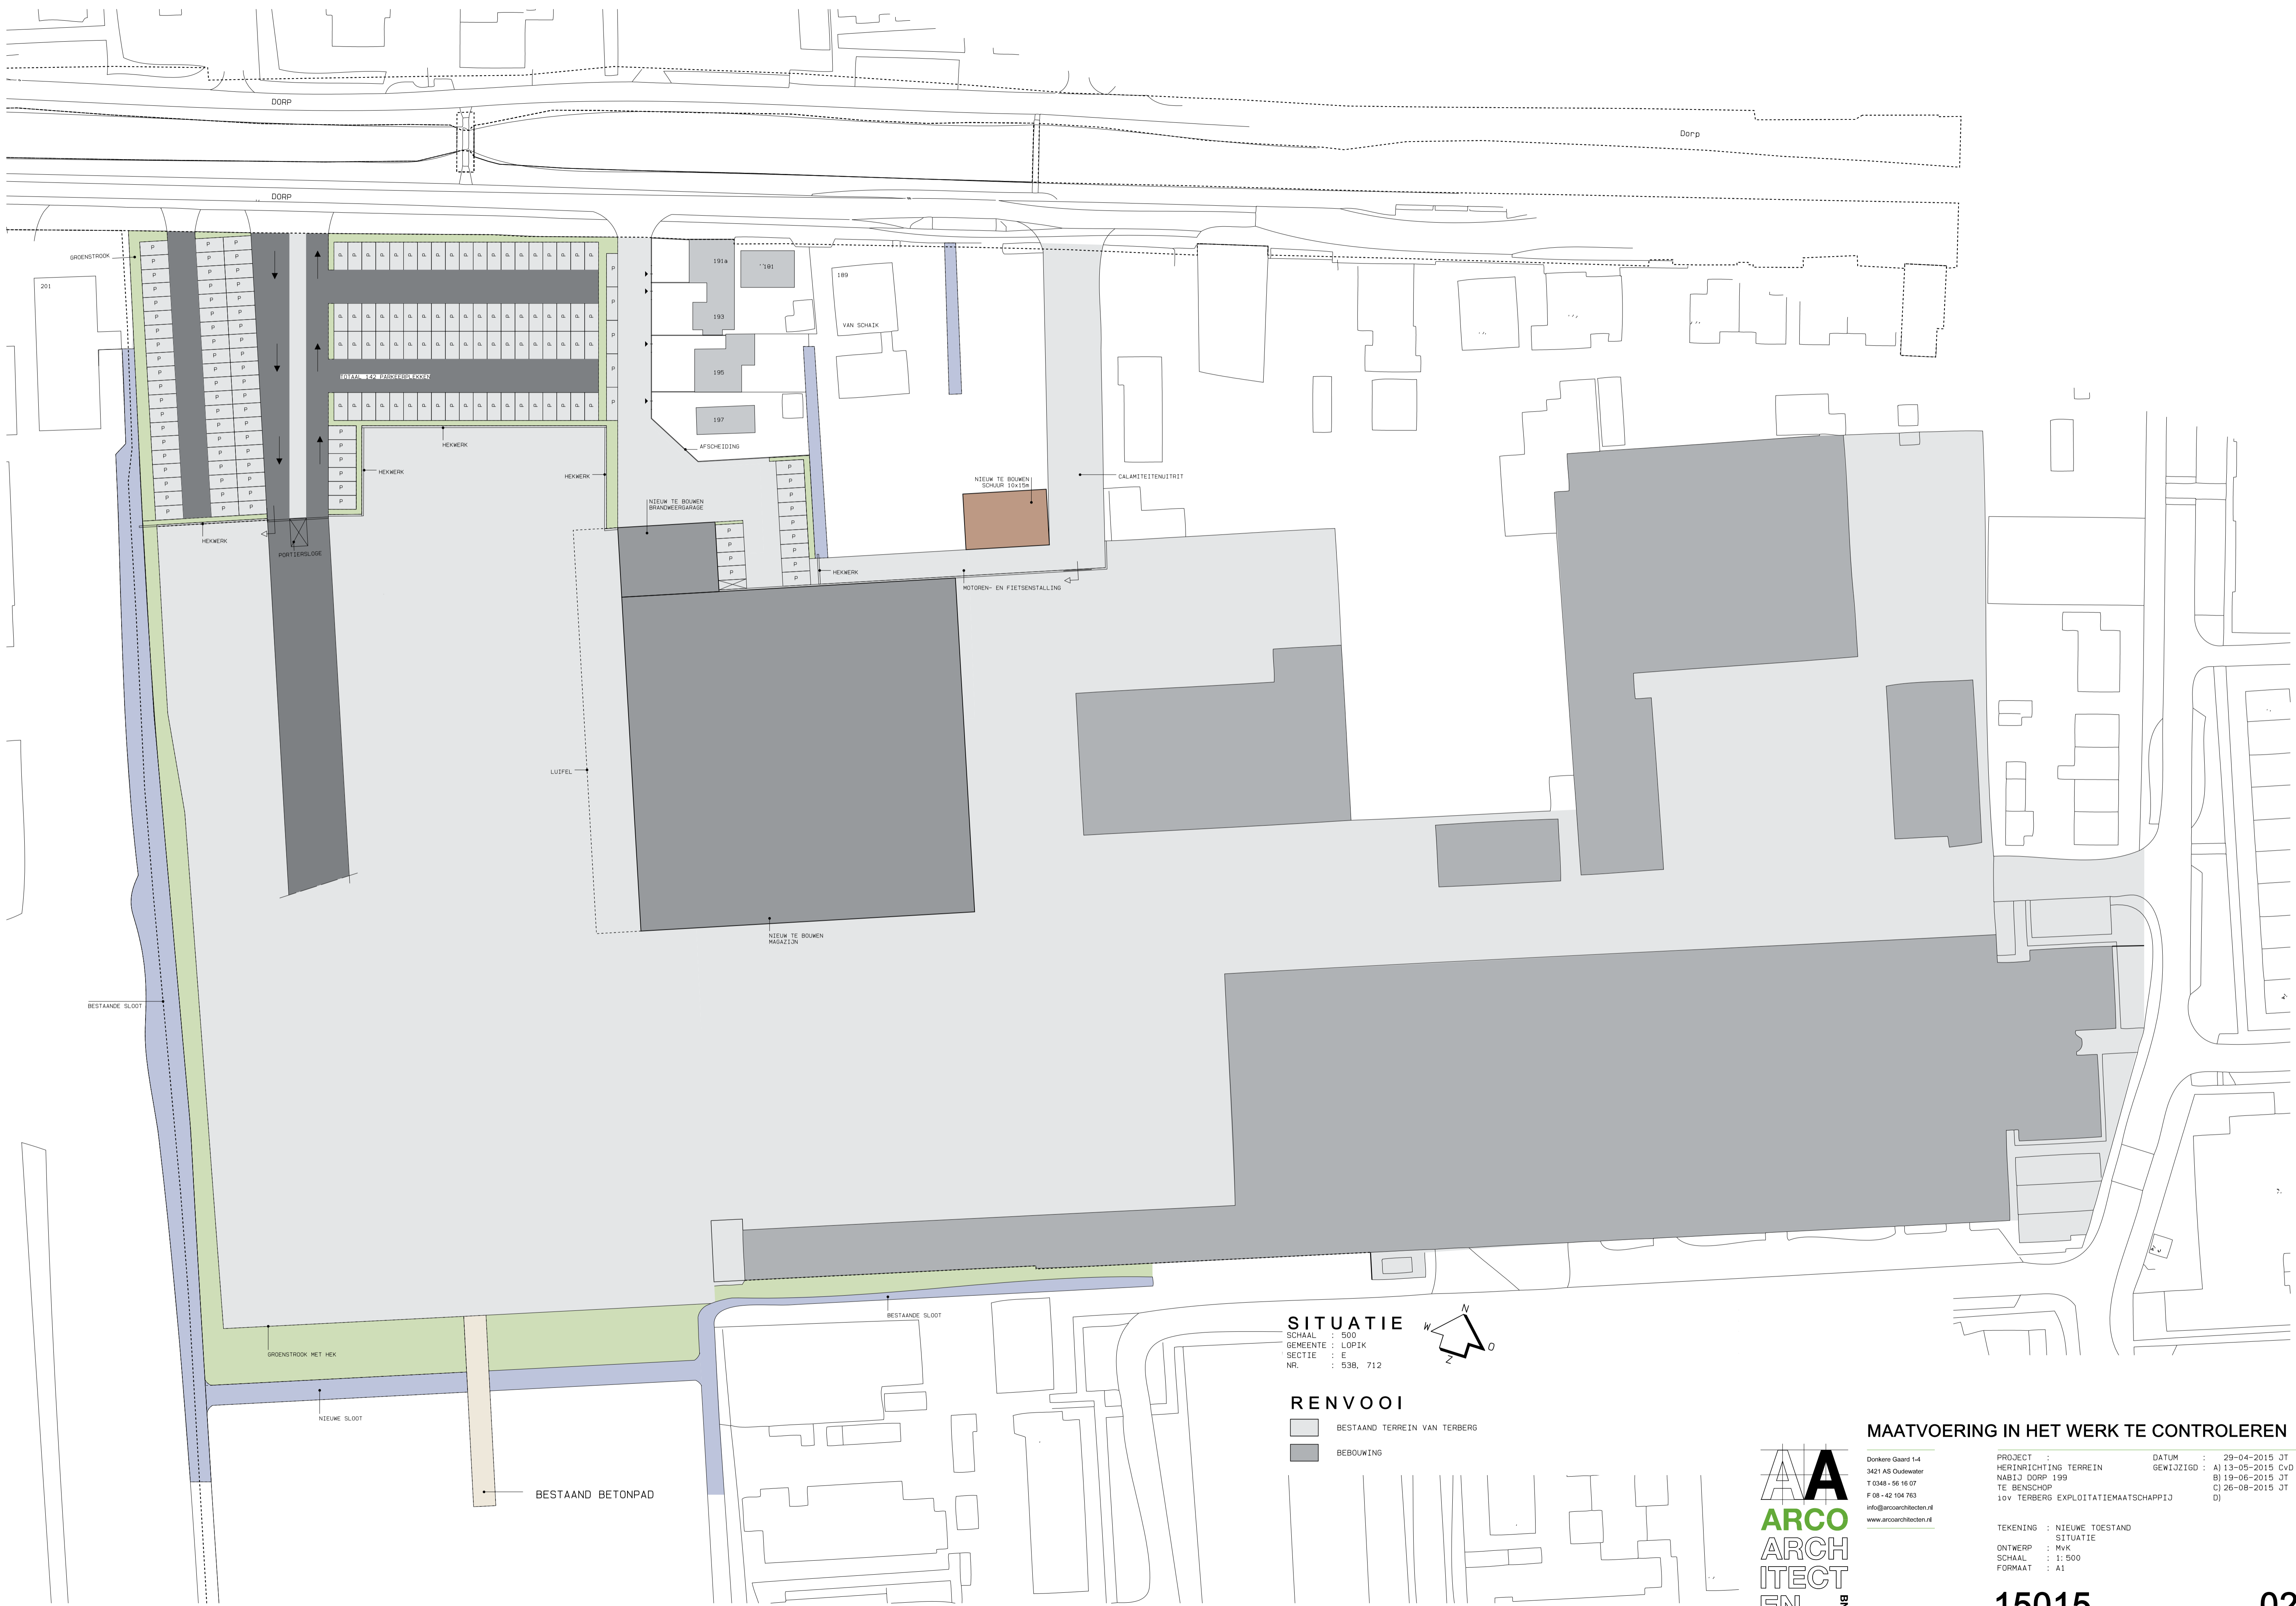 DORP
Dorp
DORP
GROENSTROOK
201
191a
191
189
193
VAN SCHAIK
195
TOTAAL 142 PARKEERPLEKKEN
197
AFSCHEIDING
HEKWERK
HEKWERK
HEKWERK
CALAMITEITENUITRIT
NIEUW TE BOUWEN
SCHUUR 10x15m
NIEUW TE BOUWEN
BRANDWEERGARAGE
HEKWERK
PORTIERSLOGE
HEKWERK
MOTOREN- EN FIETSENSTALLING
LUIFEL
NIEUW TE BOUWEN
MAGAZIJN
BESTAANDE SLOOT
BESTAANDE SLOOT
GROENSTROOK MET HEK
NIEUWE SLOOT
BESTAAND BETONPAD
SITUATIE
SCHAAL : 500
GEMEENTE : LOPIK
SECTIE : E
NR. : 538, 712
N
W
O
Z
RENVOOI
BESTAAND TERREIN VAN TERBERG
BEBOUWING
MAATVOERING IN HET WERK TE CONTROLEREN
AA
ARCO
ARCH
ITECT
EN
Donkere Gaard 1-4
3421 AS Oudewater
T 0348 - 56 16 07
F 08 - 42 104 763
info@arcoarchitecten.nl
www.arcoarchitecten.nl
PROJECT :
HERINRICHTING TERREIN
NABIJ DORP 199
TE BENSCHOP
iov TERBERG EXPLOITATIEMAATSCHAPPIJ
DATUM : 29-04-2015 JT
GEWIJZIGD : A) 13-05-2015 CvD
B) 19-06-2015 JT
C) 26-08-2015 JT
D)
TEKENING : NIEUWE TOESTAND
SITUATIE
ONTWERP : MvK
SCHAAL : 1:500
FORMAAT : A1
15015
02